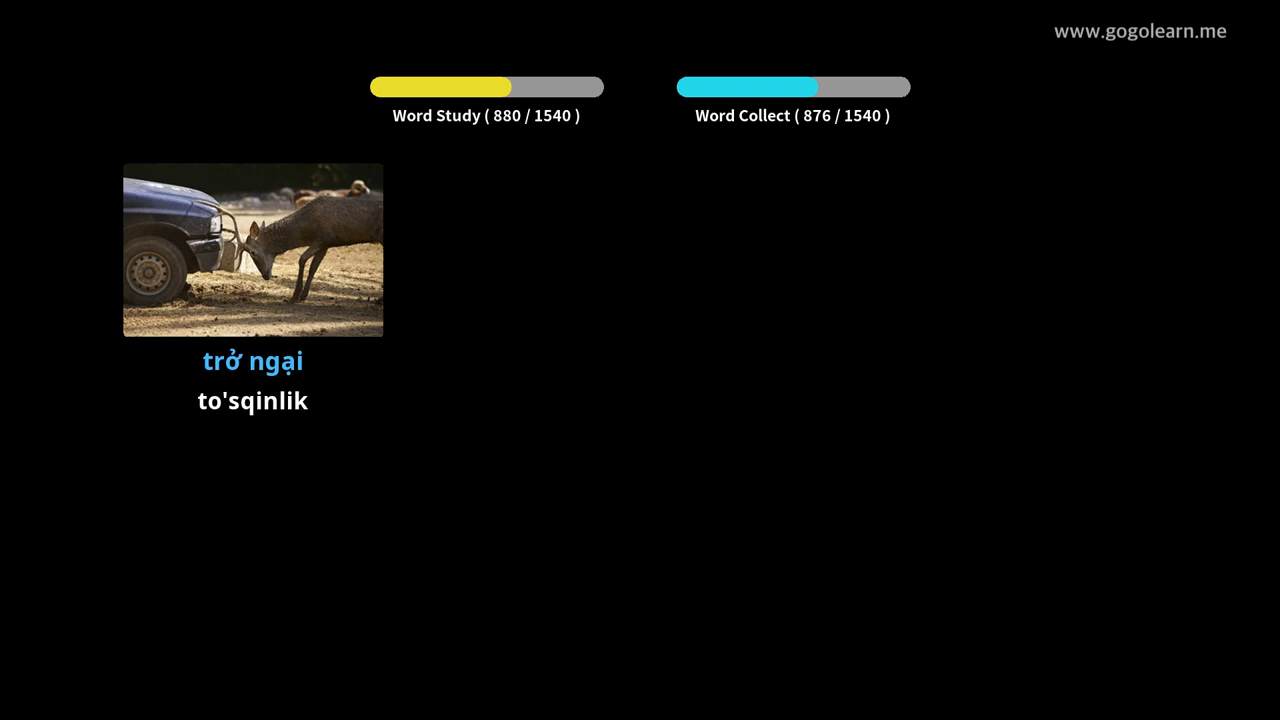 www.gogolearn.me
Word Study ( 880 / 1540 )
Word Collect ( 876 / 1540 )
trở ngại
to'sqinlik